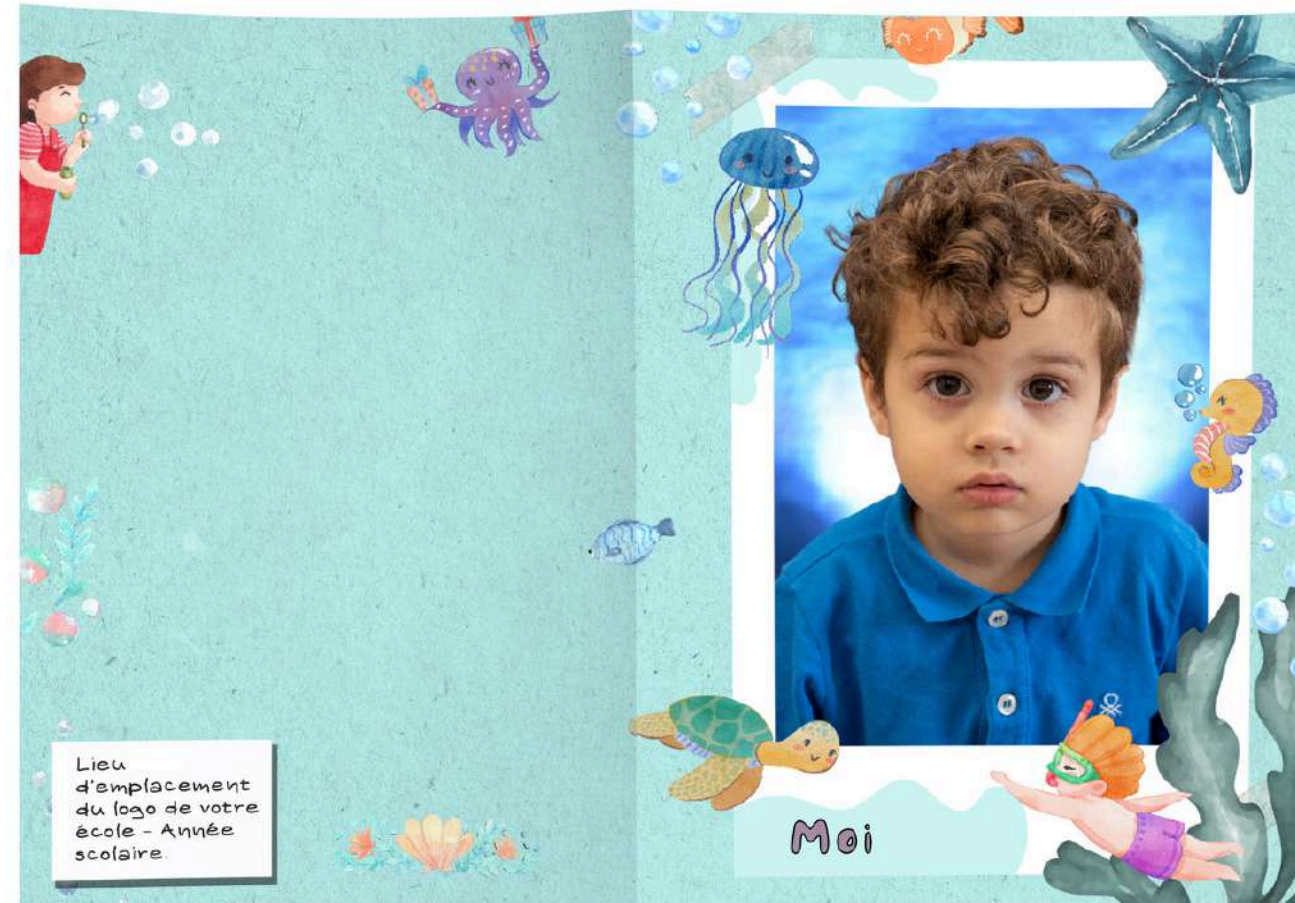 Lieu
d'emplacement
du logo de votre
école - Année
scolaire.
Moi